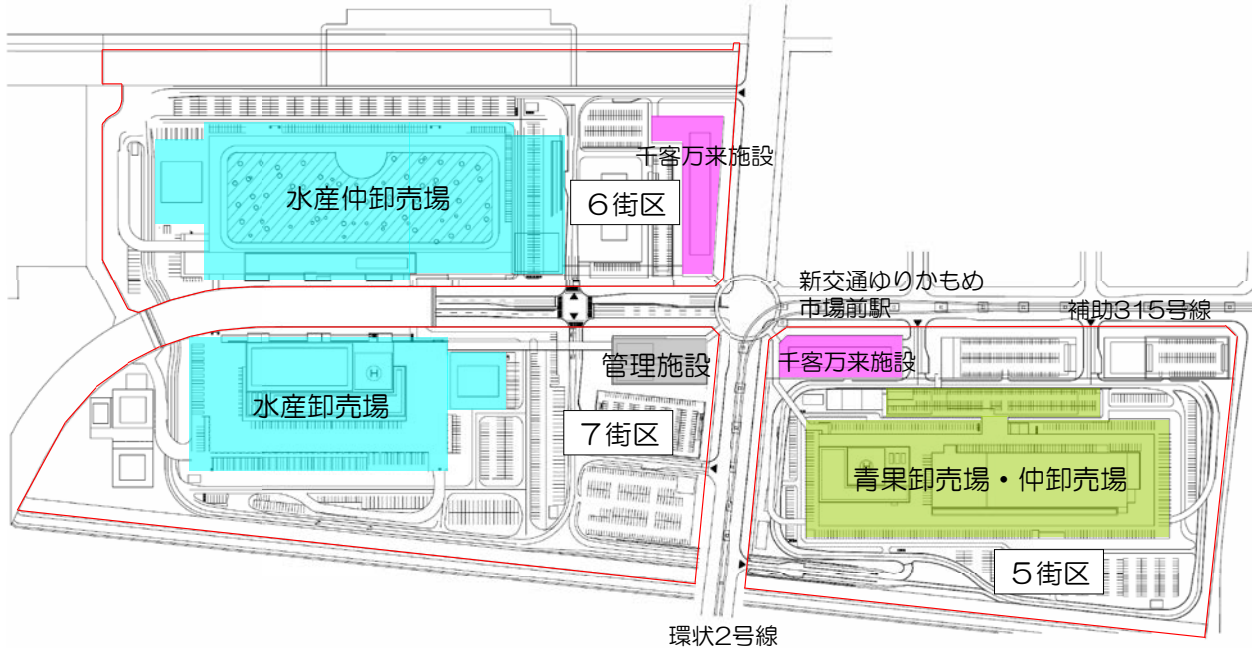 千客万来施設
水産仲卸売場
6街区
新交通ゆりかもめ
市場前駅
補助315号線
管理施設
千客万来施設
水産卸売場
7街区
青果卸売場・仲卸売場
5街区
環状2号線
H